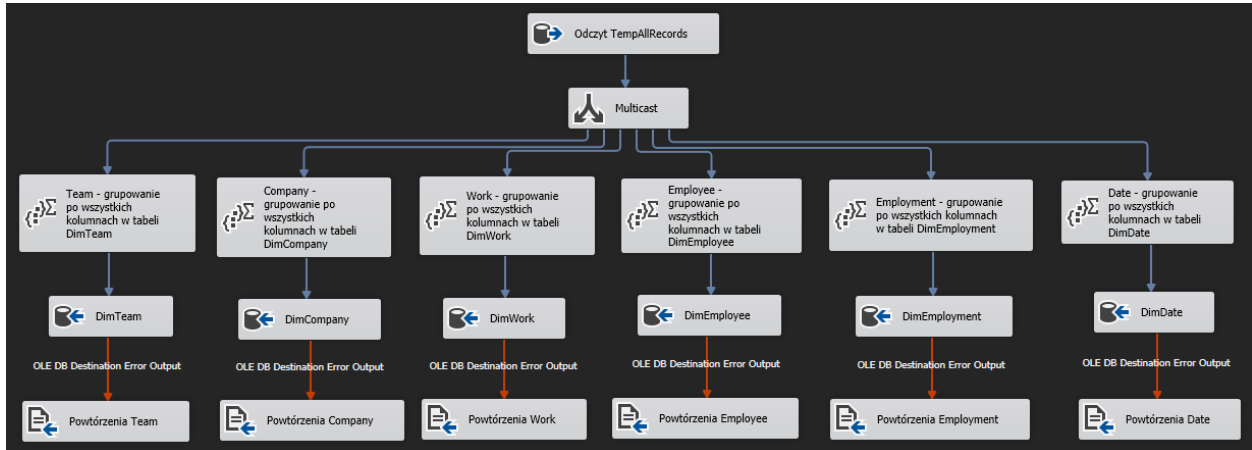 Odczyt TempAllRecords
Multicast
Team - grupowanie
po wszystkich
kolumnach w tabeli
DimTeam
Company -
grupowanie po
wszystkich
kolumnach w tabeli
DimCompany
Work - grupowanie
po wszystkich
kolumnach w tabeli
DimWork
Employee -
grupowanie po
wszystkich
kolumnach w tabeli
DimEmployee
Employment - grupowanie
po wszystkich kolumnach
w tabeli DimEmployment
Date - grupowanie
po wszystkich
kolumnach w tabeli
DimDate
DimTeam
DimCompany
DimWork
DimEmployee
DimEmployment
DimDate
OLE DB Destination Error Output
OLE DB Destination Error Output
OLE DB Destination Error Output
OLE DB Destination Error Output
OLE DB Destination Error Output
OLE DB Destination Error Output
Powtórzenia Team
Powtórzenia Company
Powtórzenia Work
Powtórzenia Employee
Powtórzenia Employment
Powtórzenia Date